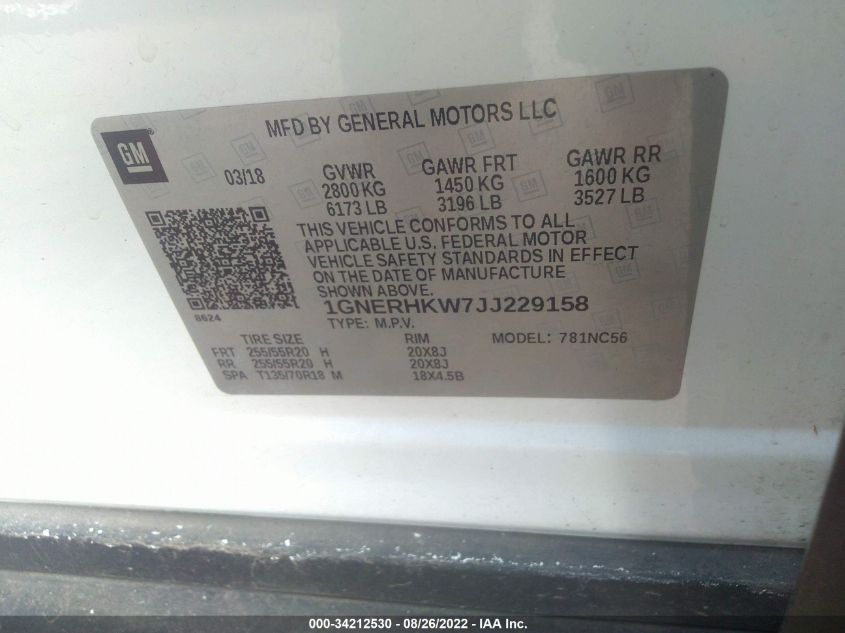 MFD BY GENERAL MOTORS LLC
GM
03/18 GVWR GAWR FRT GAWR RR
2800 KG 1450 KG 1600 KG
6173 LB 3196 LB 3527 LB
THIS VEHICLE CONFORMS TO ALL
APPLICABLE U.S. FEDERAL MOTOR
VEHICLE SAFETY STANDARDS IN EFFECT
ON THE DATE OF MANUFACTURE
SHOWN ABOVE.
8624
1GNERHKW7JJ229158
TYPE: M.P.V.
TIRE SIZE RIM MODEL: 781NC56
FRT 255/55R20 H 20X8J
RR 255/55R20 H 20X8J
SPA T135/70R18 M 18X4.5B
000-34212530 - 08/26/2022 - IAA Inc.